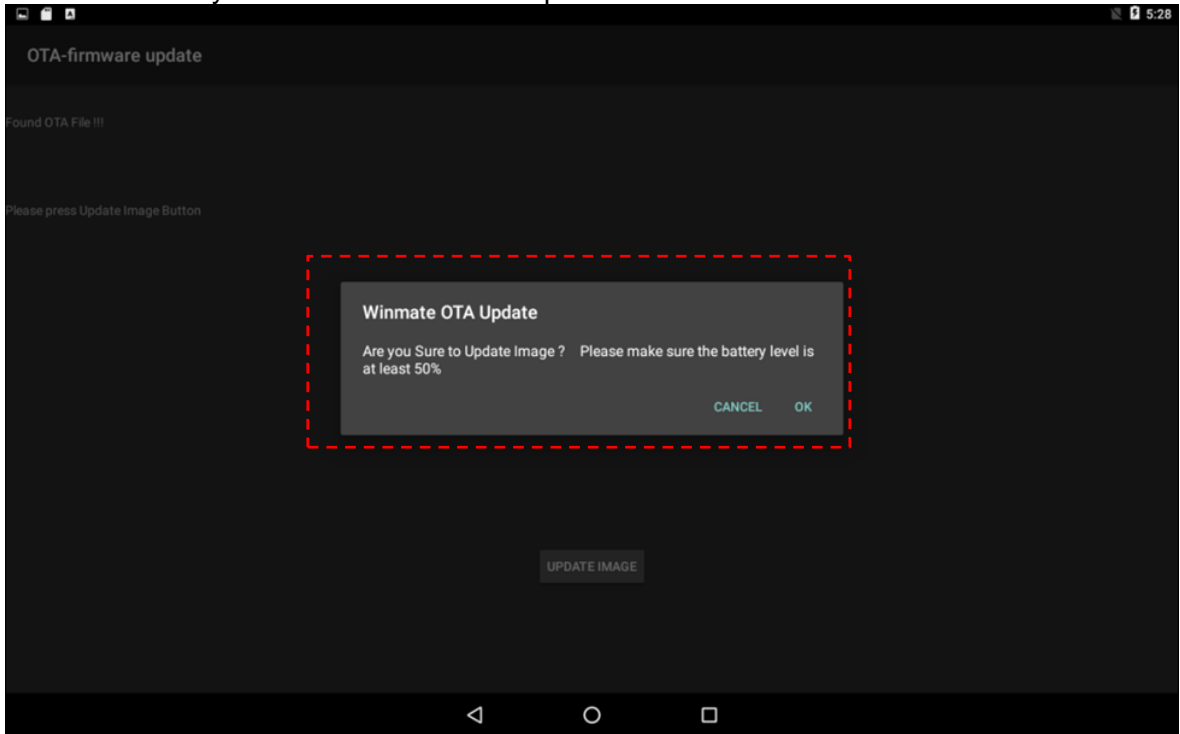 5:28
OTA-firmware update
Found OTA File !!!
Please press Update Image Button
Winmate OTA Update
Are you Sure to Update Image ? Please make sure the battery level is
at least 50%
CANCEL OK
UPDATE IMAGE